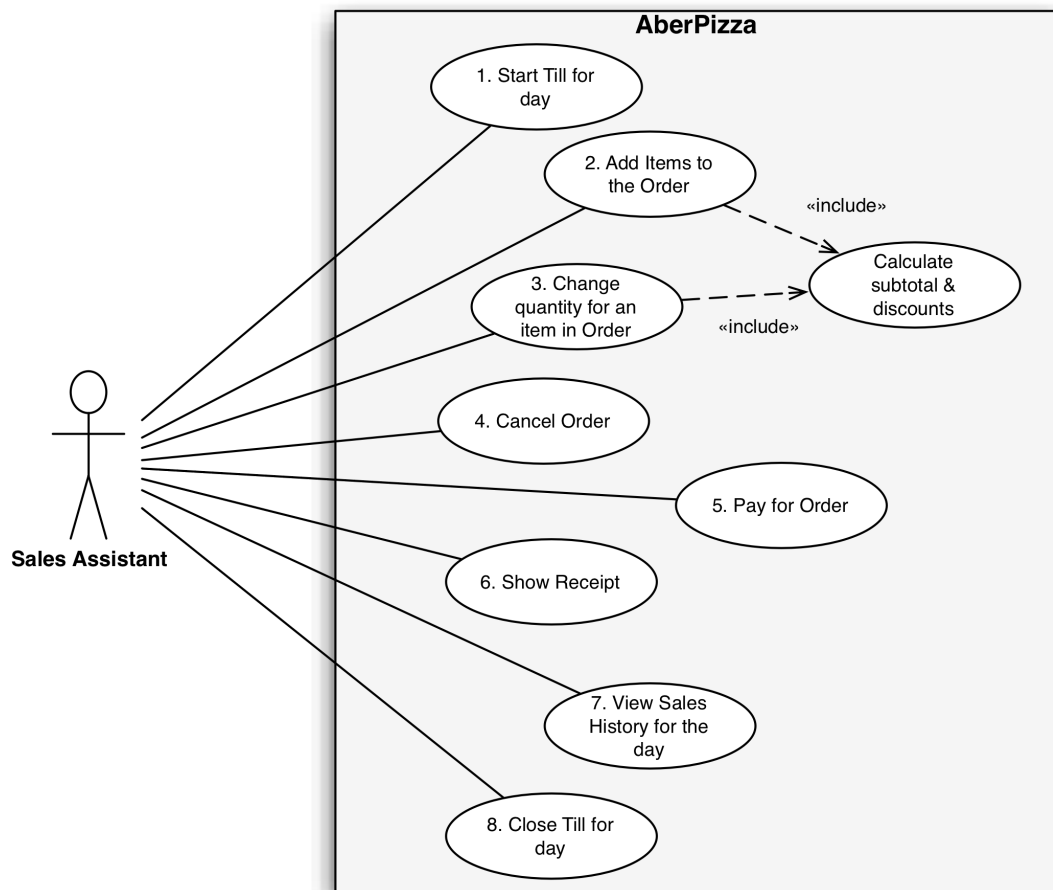 AberPizza
1. Start Till for
day
2. Add Items to
the Order
«include»
Calculate
subtotal &
discounts
3. Change
quantity for an
item in Order
«include»
4. Cancel Order
5. Pay for Order
Sales Assistant
6. Show Receipt
7. View Sales
History for the
day
8. Close Till for
day